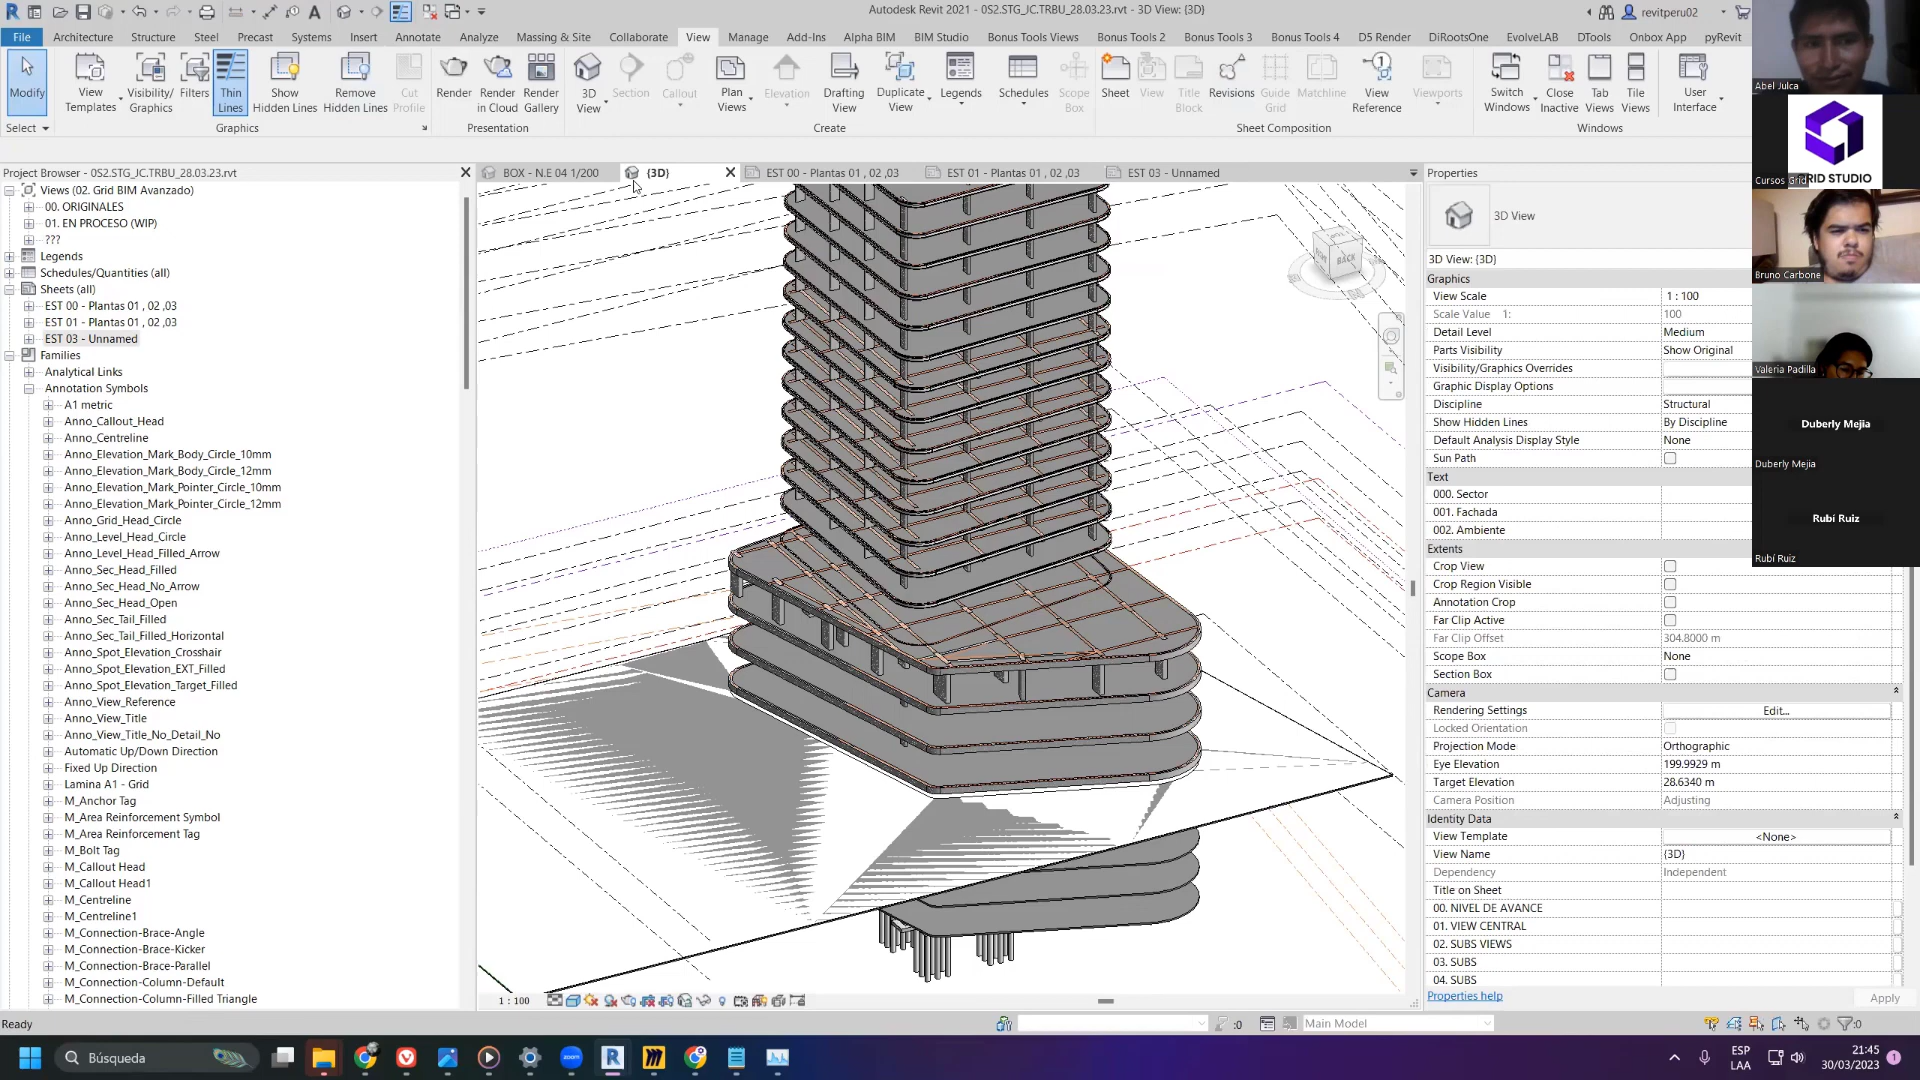 Autodesk Revit 2021 - 0S2.STG_JC.TRBU_28.03.23.rvt - 3D View: {3D}
revitperu02
File
Architecture
Structure
Steel
Precast
Systems
Insert
Annotate
Analyze
Massing & Site
Collaborate
View
Manage
Add-Ins
Alpha BIM
BIM Studio
Bonus Tools Views
Bonus Tools 2
Bonus Tools 3
Bonus Tools 4
D5 Render
DiRootsOne
EvolveLAB
DTools
Onbox App
pyRevit
Modify
View
Templates
Visibility/
Graphics
Filters
Thin
Lines
Show
Hidden Lines
Remove
Hidden Lines
Cut
Profile
Render
Render
in Cloud
Render
Gallery
3D
View
Section
Callout
Plan
Views
Elevation
Drafting
View
Duplicate
View
Legends
Schedules
Scope
Box
Sheet
View
Title
Block
Revisions
Guide
Grid
Matchline
View
Reference
Viewports
Switch
Windows
Close
Inactive
Tab
Views
Tile
Views
User
Interface
Select
Graphics
Presentation
Create
Sheet Composition
Windows
Project Browser - 0S2.STG_JC.TRBU_28.03.23.rvt
Views (02. Grid BIM Avanzado)
00. ORIGINALES
01. EN PROCESO (WIP)
???
Legends
Schedules/Quantities (all)
Sheets (all)
EST 00 - Plantas 01 , 02 ,03
EST 01 - Plantas 01 , 02 ,03
EST 03 - Unnamed
Families
Analytical Links
Annotation Symbols
A1 metric
Anno_Callout_Head
Anno_Centreline
Anno_Elevation_Mark_Body_Circle_10mm
Anno_Elevation_Mark_Body_Circle_12mm
Anno_Elevation_Mark_Pointer_Circle_10mm
Anno_Elevation_Mark_Pointer_Circle_12mm
Anno_Grid_Head_Circle
Anno_Level_Head_Circle
Anno_Level_Head_Filled_Arrow
Anno_Sec_Head_Filled
Anno_Sec_Head_No_Arrow
Anno_Sec_Head_Open
Anno_Sec_Tail_Filled
Anno_Sec_Tail_Filled_Horizontal
Anno_Spot_Elevation_Crosshair
Anno_Spot_Elevation_EXT_Filled
Anno_Spot_Elevation_Target_Filled
Anno_View_Reference
Anno_View_Title
Anno_View_Title_No_Detail_No
Automatic Up/Down Direction
Fixed Up Direction
Lamina A1 - Grid
M_Anchor Tag
M_Area Reinforcement Symbol
M_Area Reinforcement Tag
M_Bolt Tag
M_Callout Head
M_Callout Head1
M_Centreline
M_Centreline1
M_Connection-Brace-Angle
M_Connection-Brace-Kicker
M_Connection-Brace-Parallel
M_Connection-Column-Default
M_Connection-Column-Filled Triangle
BOX - N.E 04 1/200
{3D}
EST 00 - Plantas 01 , 02 ,03
EST 01 - Plantas 01 , 02 ,03
EST 03 - Unnamed
BACK
1 : 100
Properties
3D View
3D View: {3D}
Graphics
View Scale 1 : 100
Scale Value 1: 100
Detail Level Medium
Parts Visibility Show Original
Visibility/Graphics Overrides
Graphic Display Options
Discipline Structural
Show Hidden Lines By Discipline
Default Analysis Display Style None
Sun Path
Text
000. Sector
001. Fachada
002. Ambiente
Extents
Crop View
Crop Region Visible
Annotation Crop
Far Clip Active
Far Clip Offset 304.8000 m
Scope Box None
Section Box
Camera
Rendering Settings Edit...
Locked Orientation
Projection Mode Orthographic
Eye Elevation 199.9929 m
Target Elevation 28.6340 m
Camera Position Adjusting
Identity Data
View Template <None>
View Name {3D}
Dependency Independent
Title on Sheet
00. NIVEL DE AVANCE
01. VIEW CENTRAL
02. SUBS VIEWS
03. SUBS
04. SUBS
Properties help
Apply
Abel Julca
RID STUDIO
Cursos Grid
Bruno Carbone
Valeria Padilla
Duberly Mejia
Duberly Mejia
Rubí Ruiz
Rubí Ruiz
Ready
:0
Main Model
:0
Búsqueda
zoom
ESP
LAA
21:45
30/03/2023
1